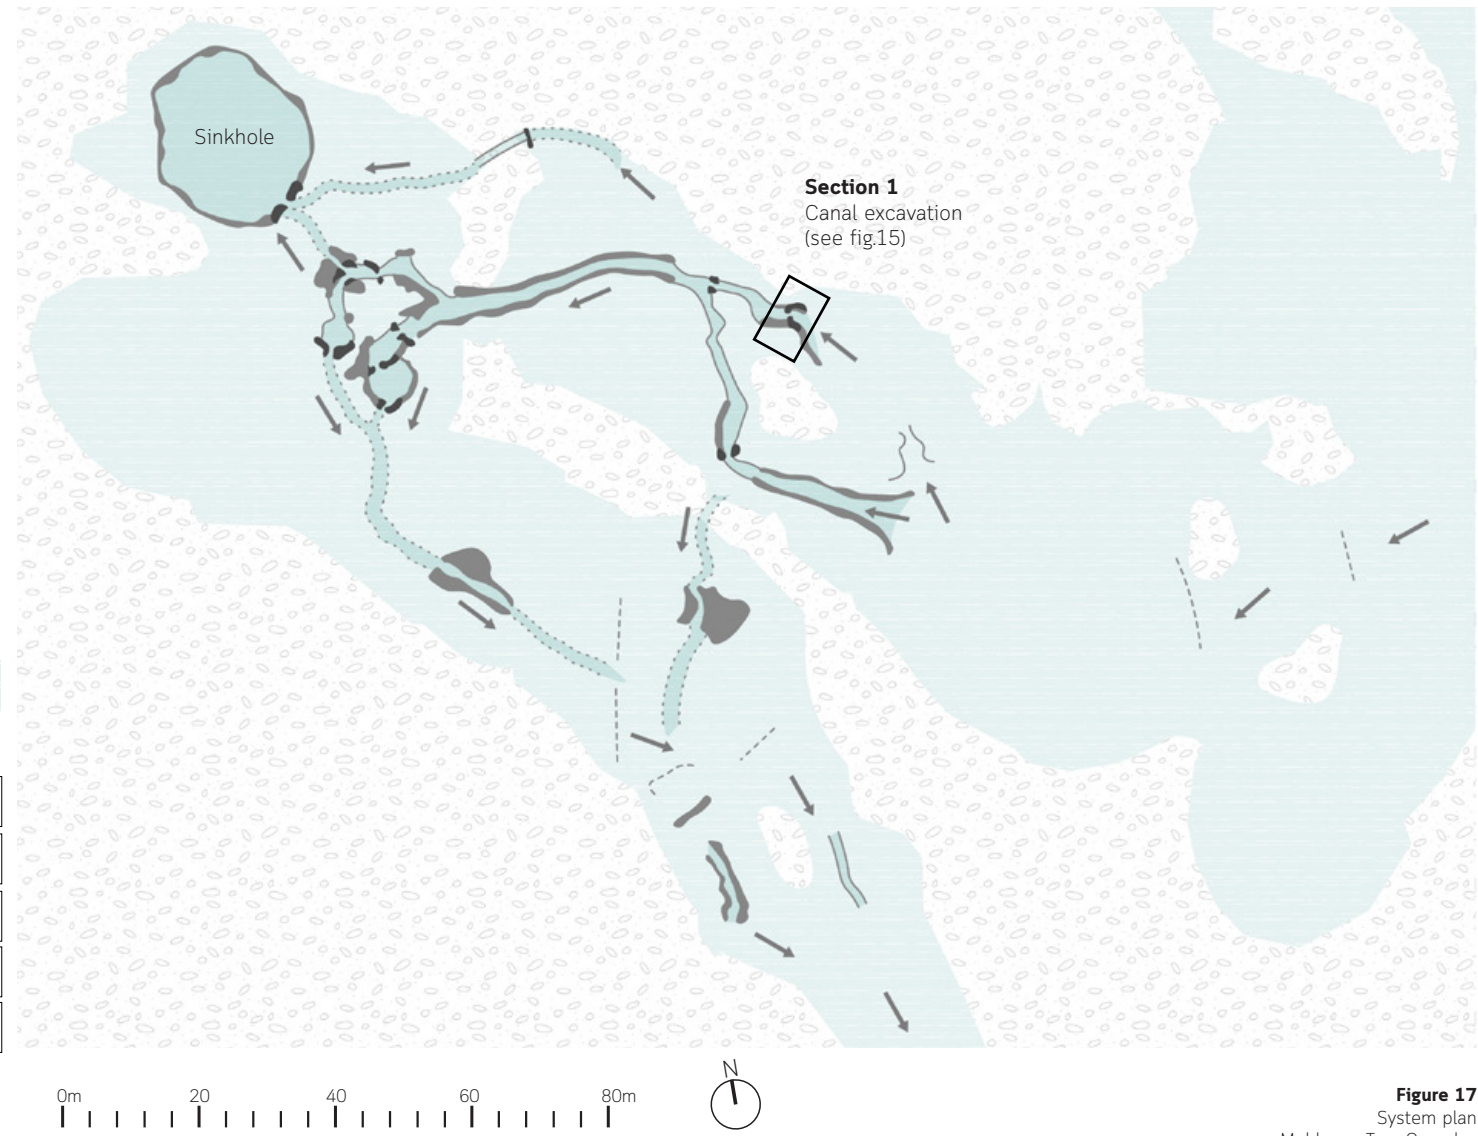 Sinkhole
Section 1
Canal excavation
(see fig.15)
0m 20 40 60 80m
N
Figure 17
System plan